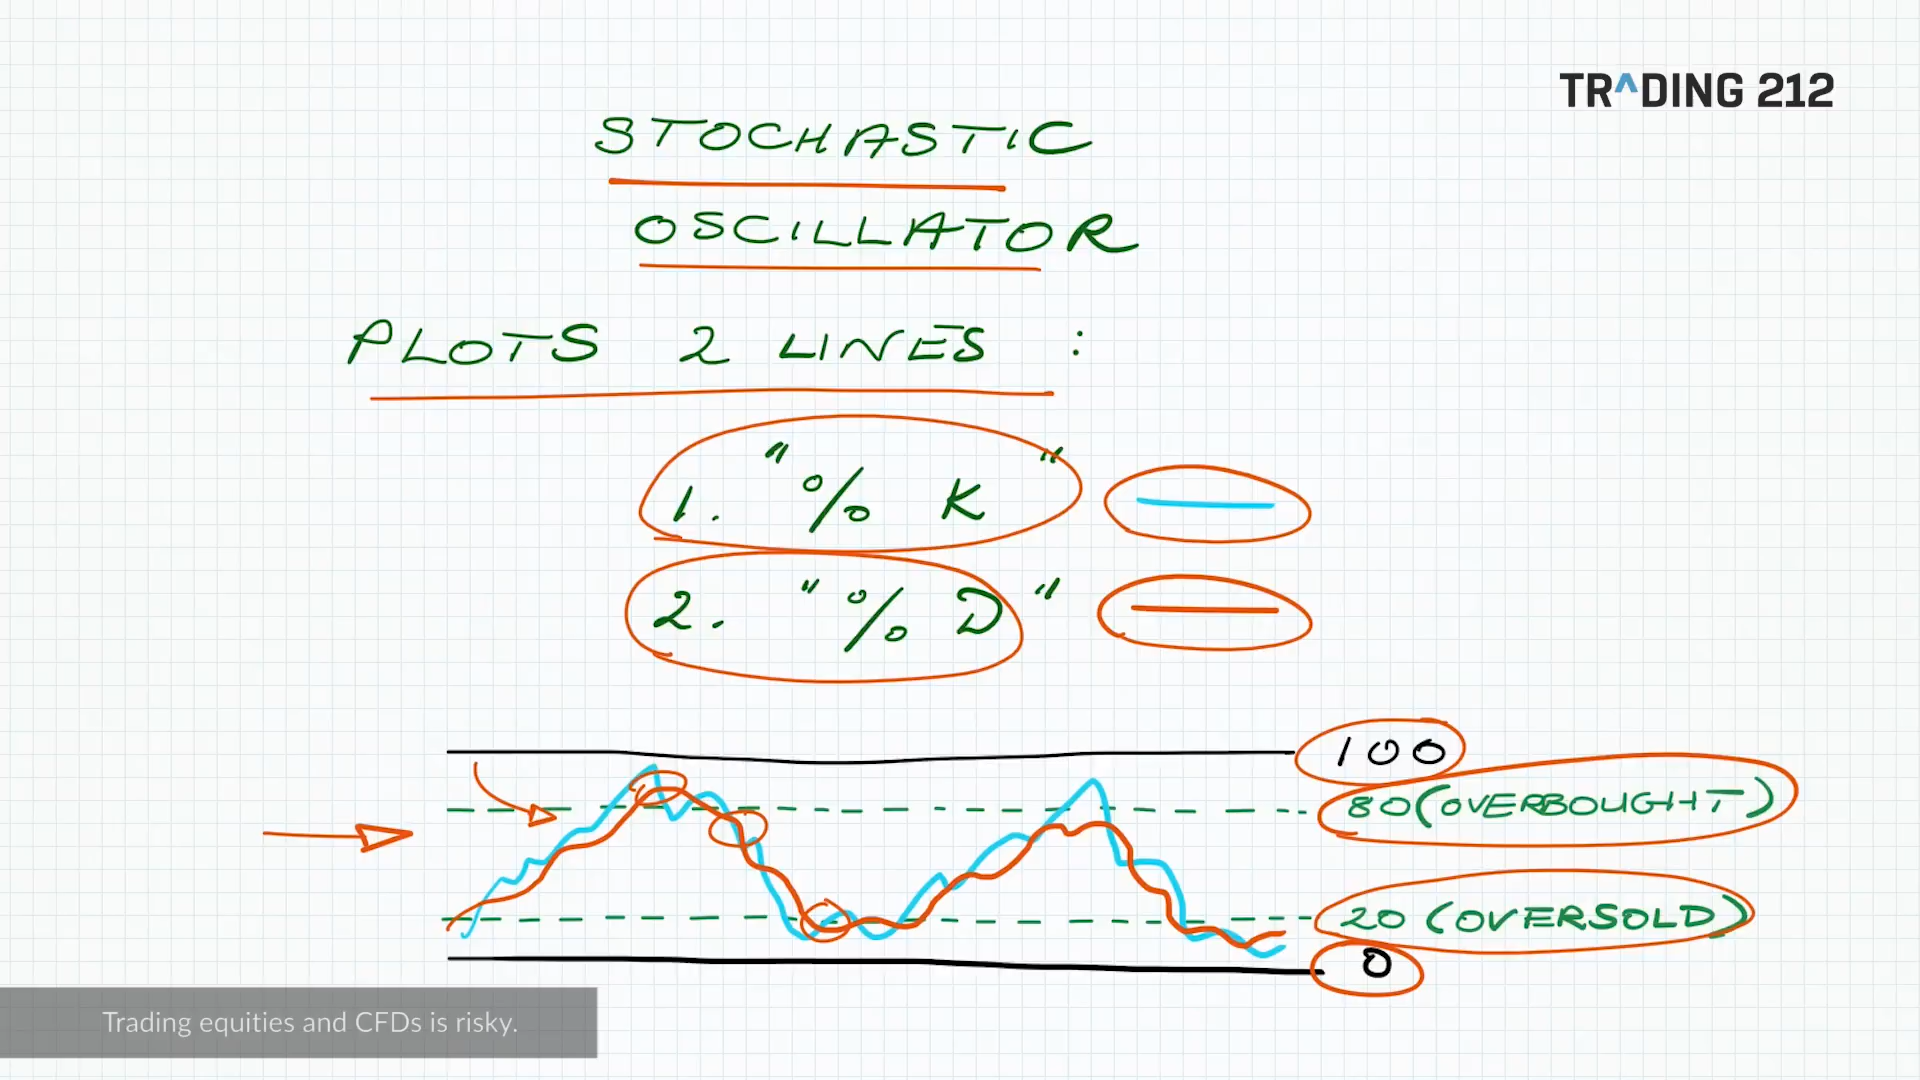 TRADING 212
STOCHASTIC
OSCILLATOR
PLOTS 2 LINES :
1. "% K"
2. "% D"
100
80 (OVERBOUGHT)
20 (OVERSOLD)
0
Trading equities and CFDs is risky.